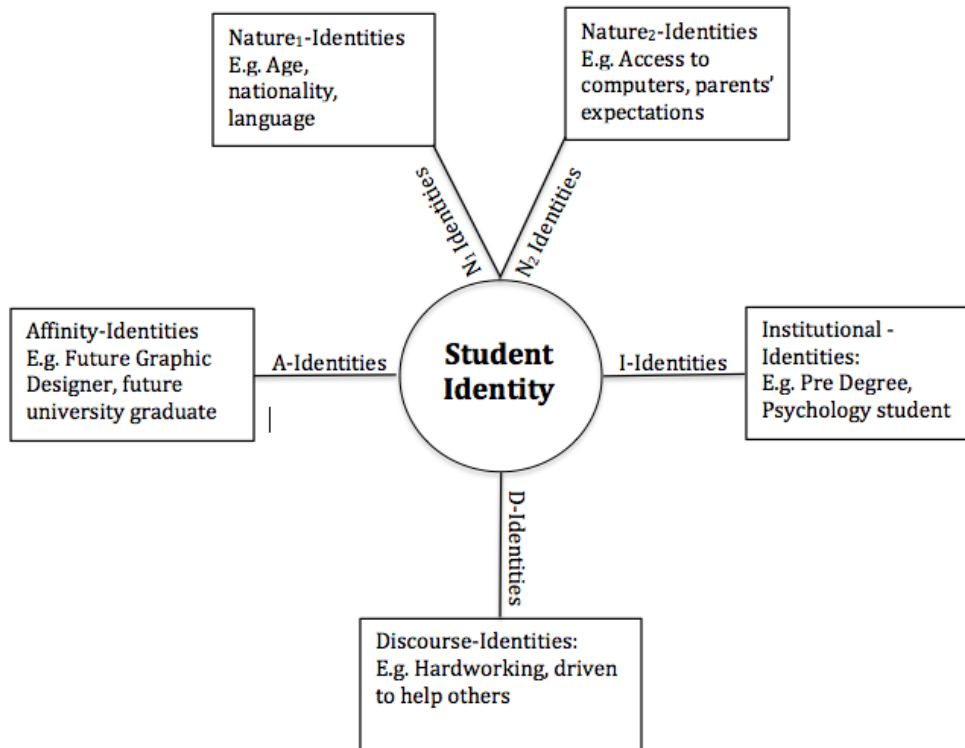 Nature₁-Identities
E.g. Age,
nationality,
language
Nature₂-Identities
E.g. Access to
computers, parents’
expectations
N₁ Identities
N₂ Identities
Affinity-Identities
E.g. Future Graphic
Designer, future
university graduate
A-Identities
Student
Identity
I-Identities
Institutional -
Identities:
E.g. Pre Degree,
Psychology student
D-Identities
Discourse-Identities:
E.g. Hardworking, driven
to help others